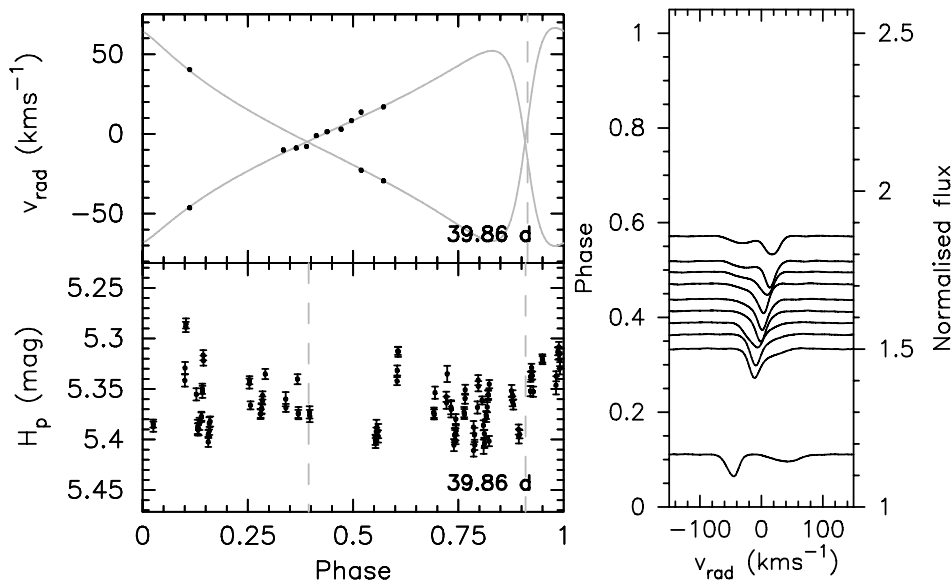 50
0
−50
v_rad (kms^−1)
39.86 d
5.25
5.3
5.35
5.4
5.45
H_p (mag)
39.86 d
0 0.25 0.5 0.75 1
Phase
1
0.8
0.6
0.4
0.2
0
Phase
2.5
2
1.5
1
Normalised flux
−100 0 100
v_rad (kms^−1)